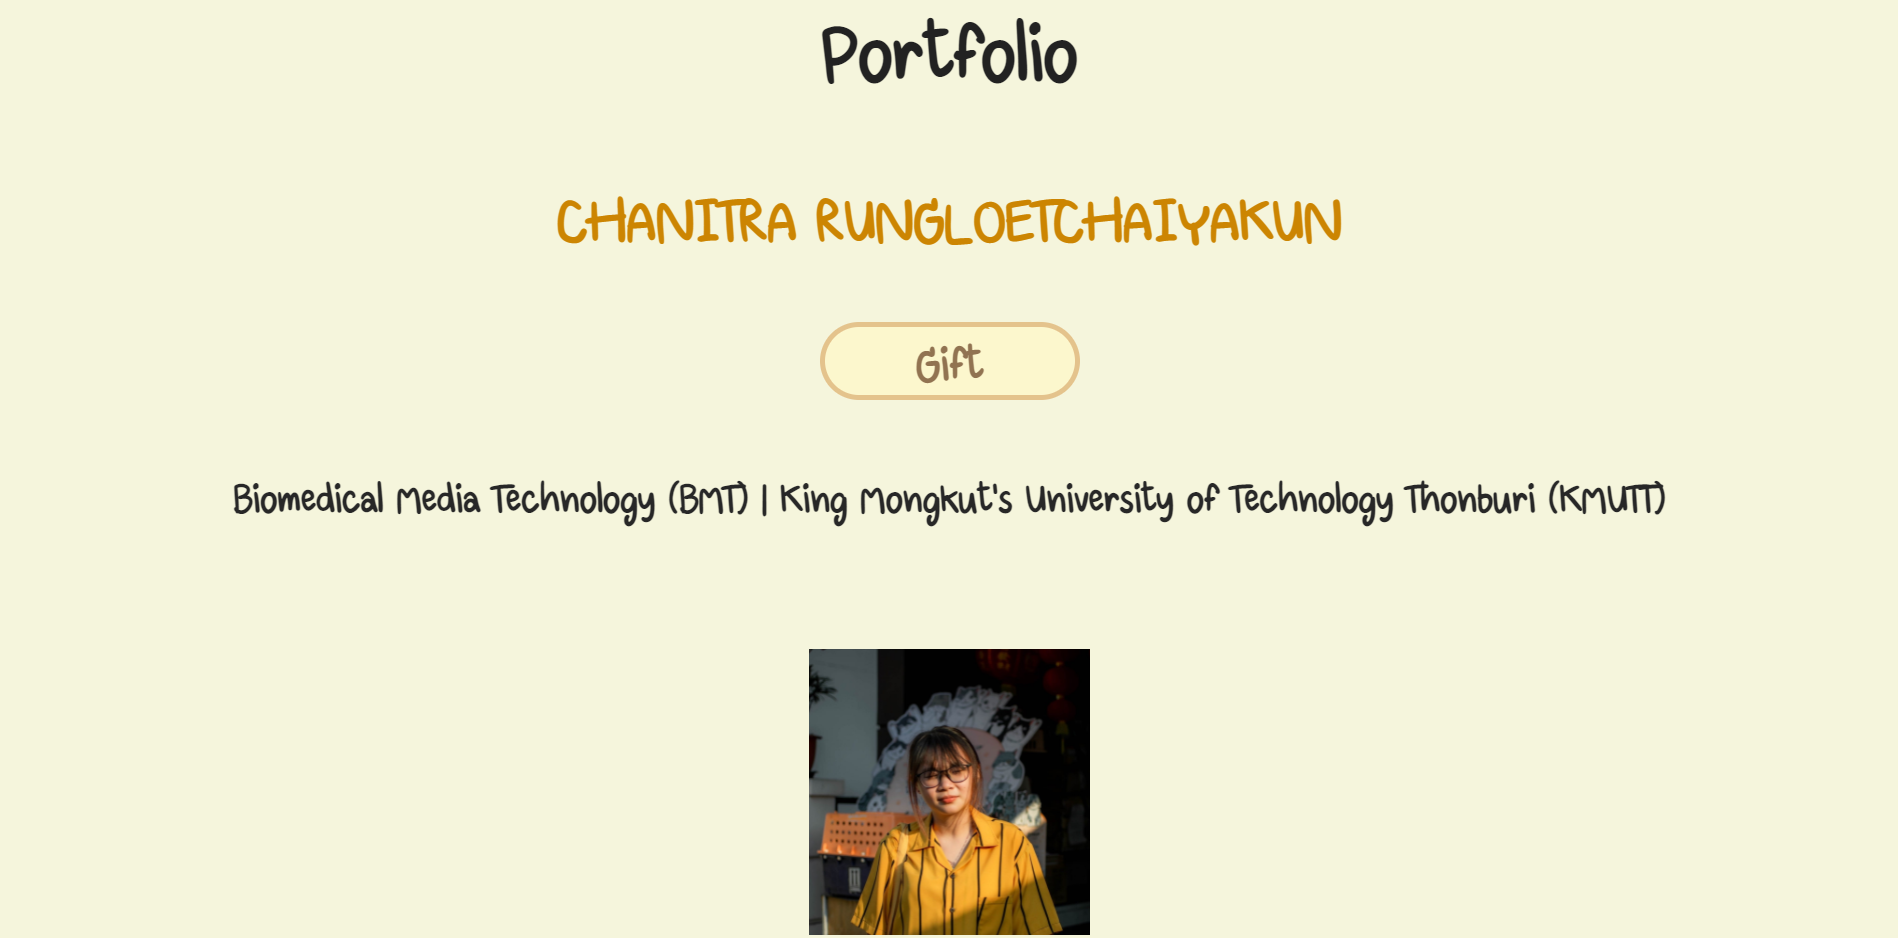 Portfolio
CHANITRA RUNGLOETCHAIYAKUN
Gift
Biomedical Media Technology (BMT) | King Mongkut's University of Technology Thonburi (KMUTT)